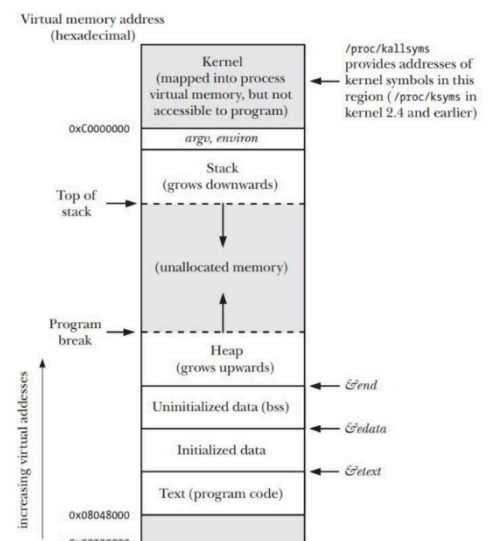 Virtual memory address
(hexadecimal)
/proc/kallsyms
provides addresses of
kernel symbols in this
region (/proc/ksyms in
kernel 2.4 and earlier)
Kernel
(mapped into process
virtual memory, but not
accessible to program)
0xC0000000
argv, environ
Stack
(grows downwards)
Top of
stack
(unallocated memory)
Program
break
Heap
(grows upwards)
&end
Uninitialized data (bss)
&edata
Initialized data
&etext
Text (program code)
0x08048000
increasing virtual addesses